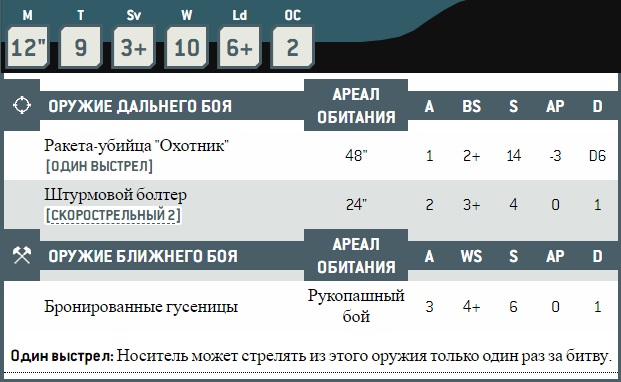 M T Sv W Ld OC
12" 9 3+ 10 6+ 2
ОРУЖИЕ ДАЛЬНЕГО БОЯ АРЕАЛ ОБИТАНИЯ A BS S AP D
Ракета-убийца "Охотник" 48" 1 2+ 14 -3 D6
[ОДИН ВЫСТРЕЛ]
Штурмовой болтер 24" 2 3+ 4 0 1
[СКОРОСТРЕЛЬНЫЙ 2]
ОРУЖИЕ БЛИЖНЕГО БОЯ АРЕАЛ ОБИТАНИЯ A WS S AP D
Бронированные гусеницы Рукопашный бой 3 4+ 6 0 1
Один выстрел: Носитель может стрелять из этого оружия только один раз за битву.